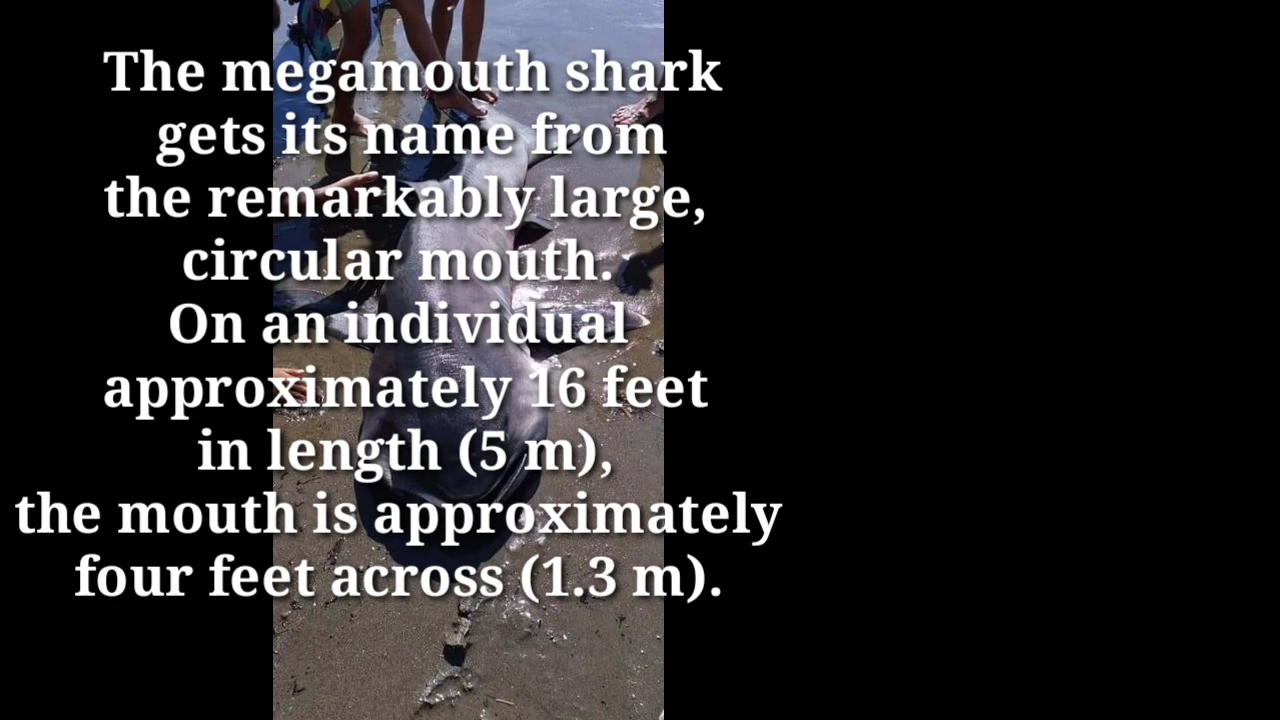 The megamouth shark
gets its name from
the remarkably large,
circular mouth.
On an individual
approximately 16 feet
in length (5 m),
the mouth is approximately
four feet across (1.3 m).